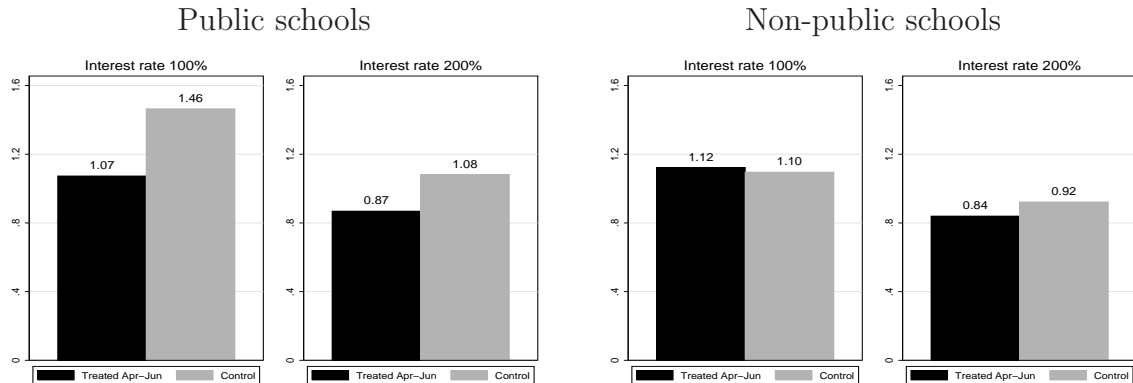 Public schools
Non-public schools
Interest rate 100%
1.6
1.2
.8
.4
0
1.07
1.46
Treated Apr−Jun
Control
Interest rate 200%
1.6
1.2
.8
.4
0
0.87
1.08
Treated Apr−Jun
Control
Interest rate 100%
1.6
1.2
.8
.4
0
1.12
1.10
Treated Apr−Jun
Control
Interest rate 200%
1.6
1.2
.8
.4
0
0.84
0.92
Treated Apr−Jun
Control